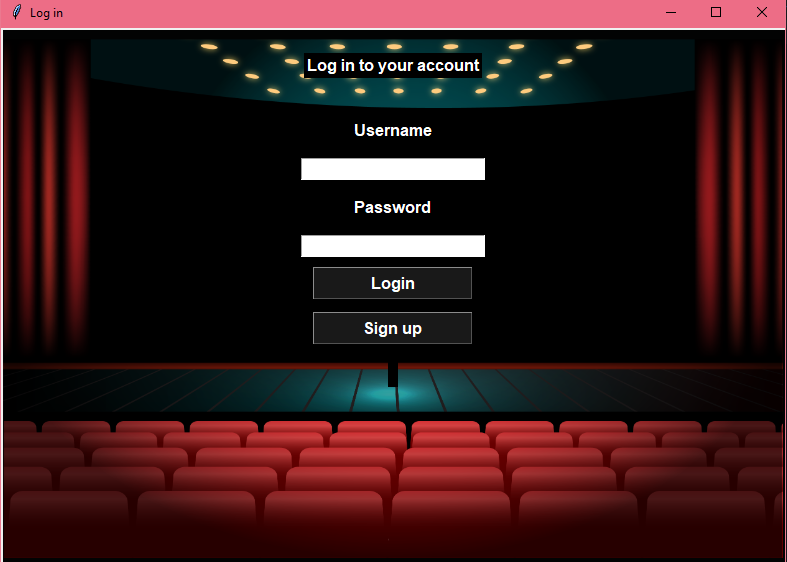 Log in
Log in to your account
Username
Password
Login
Sign up